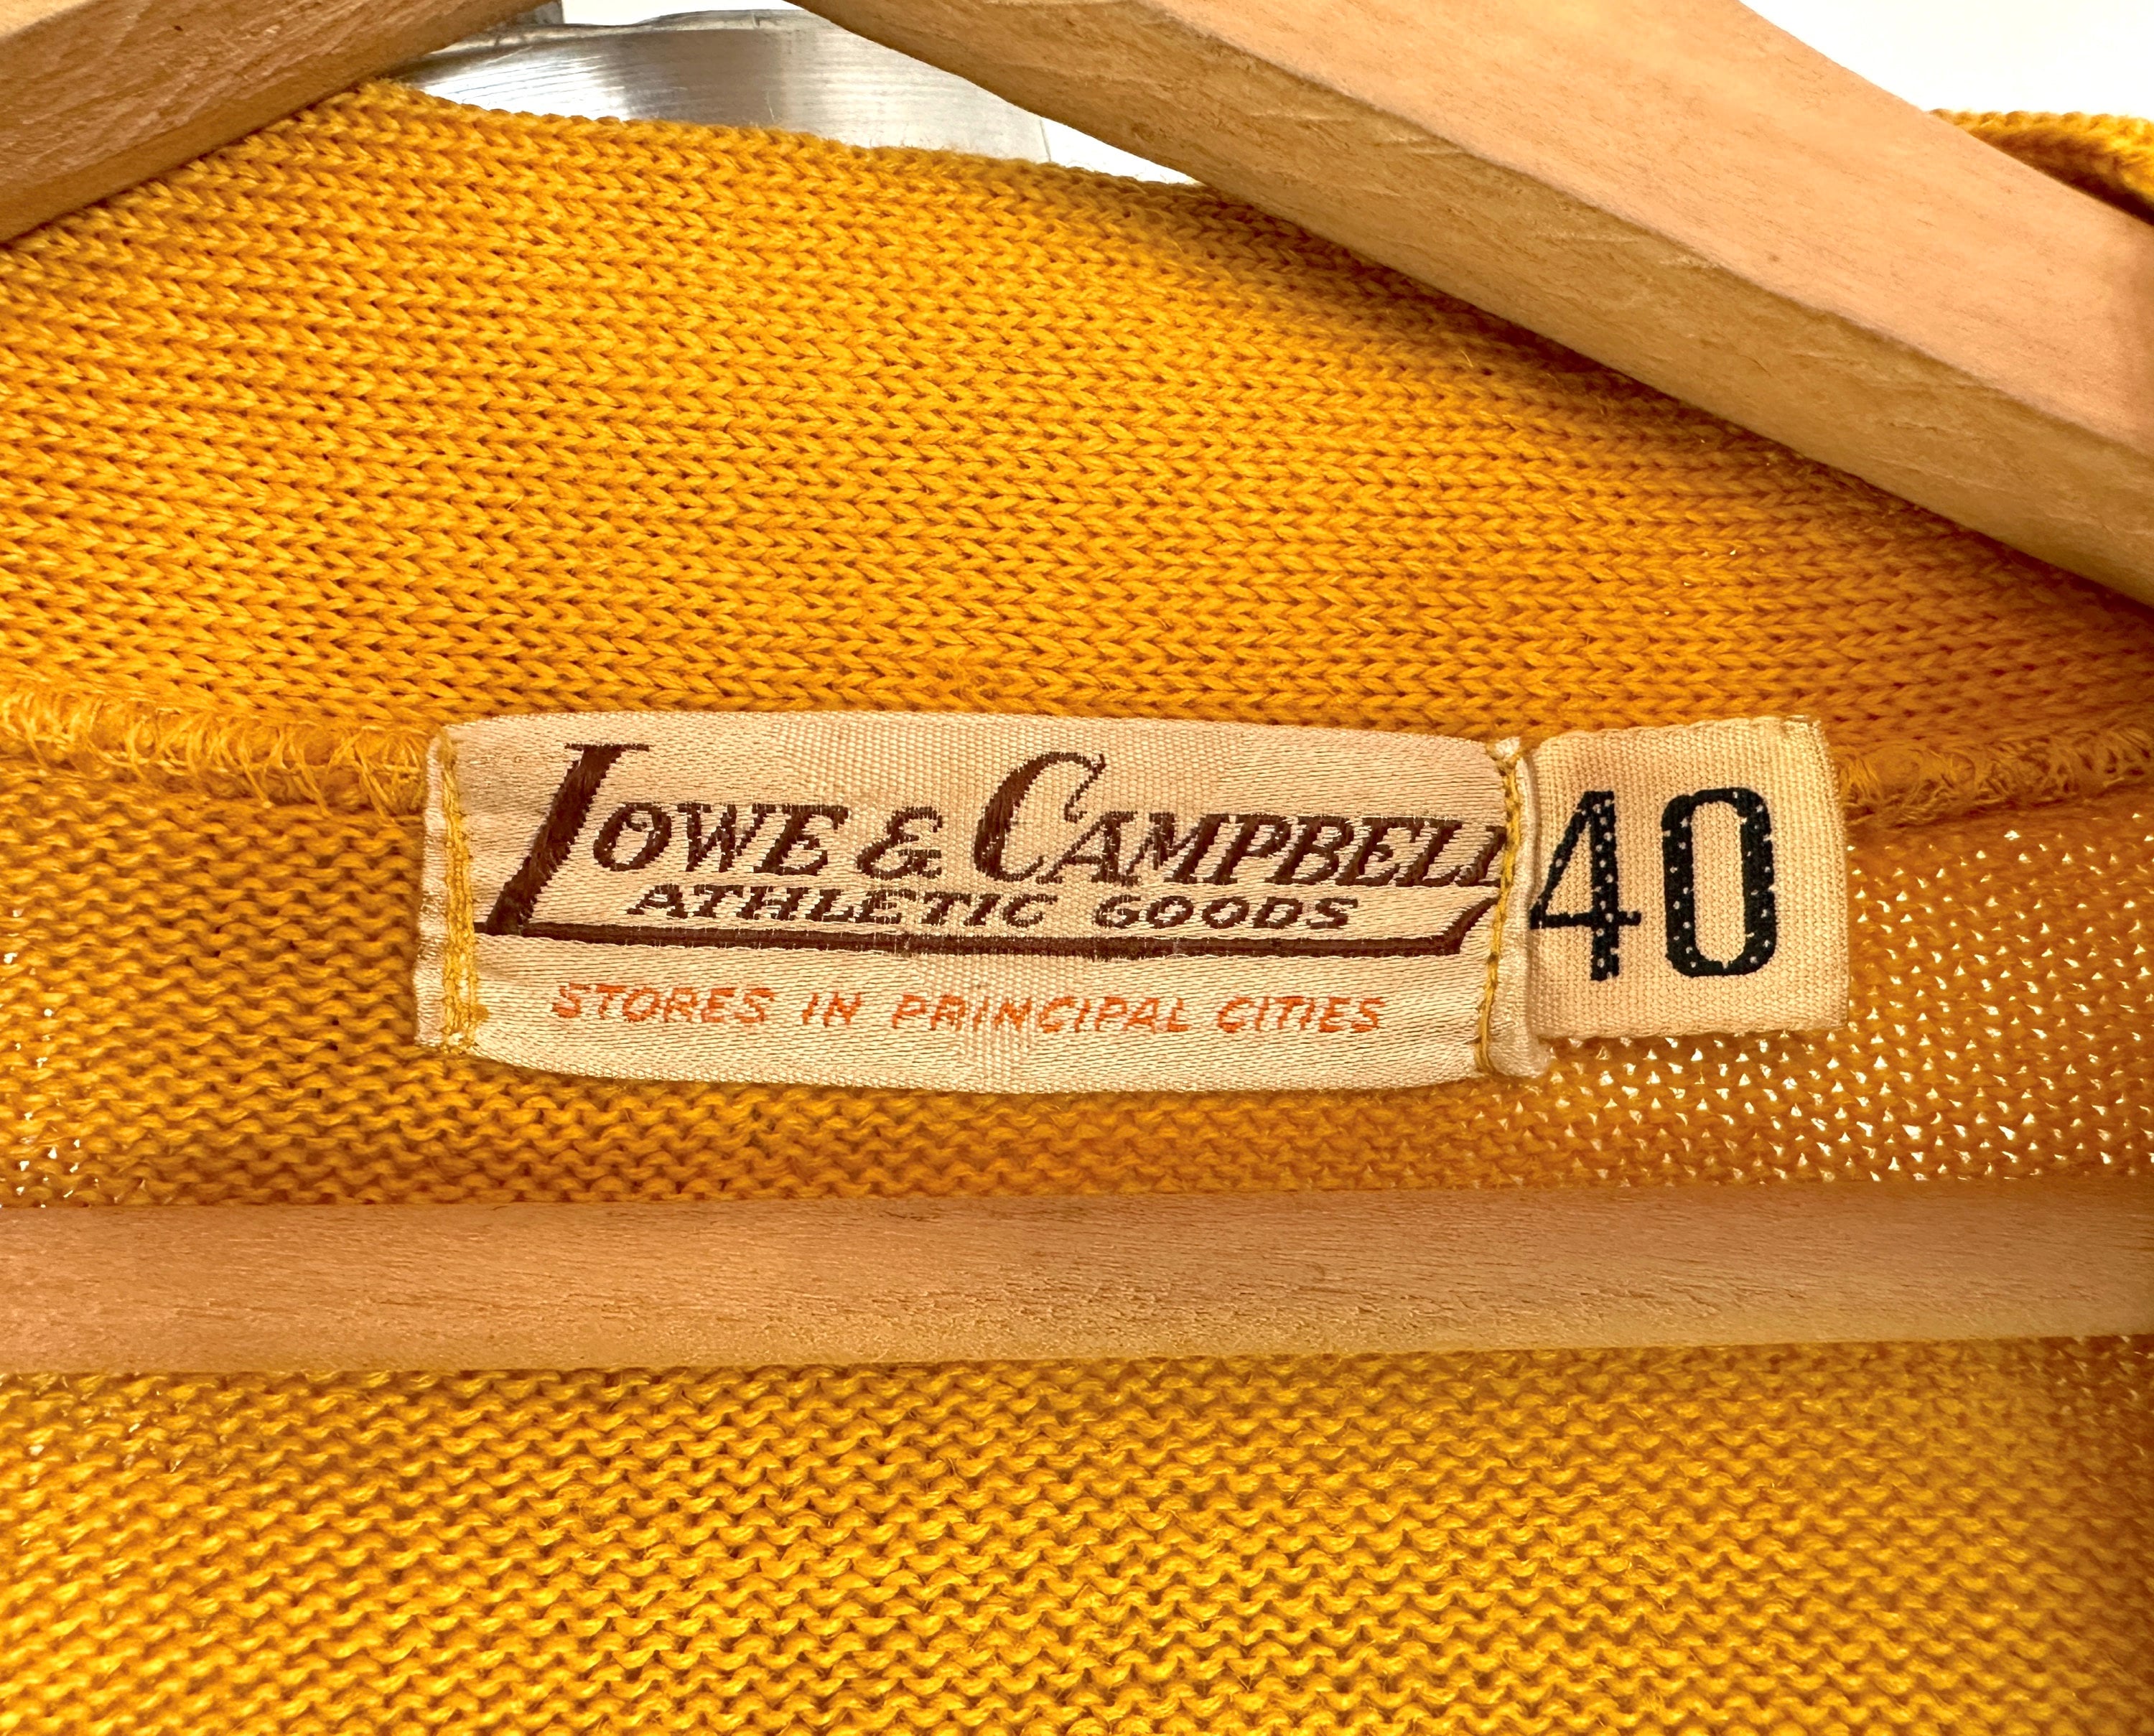 LOWE & CAMPBELL
ATHLETIC GOODS
STORES IN PRINCIPAL CITIES
40